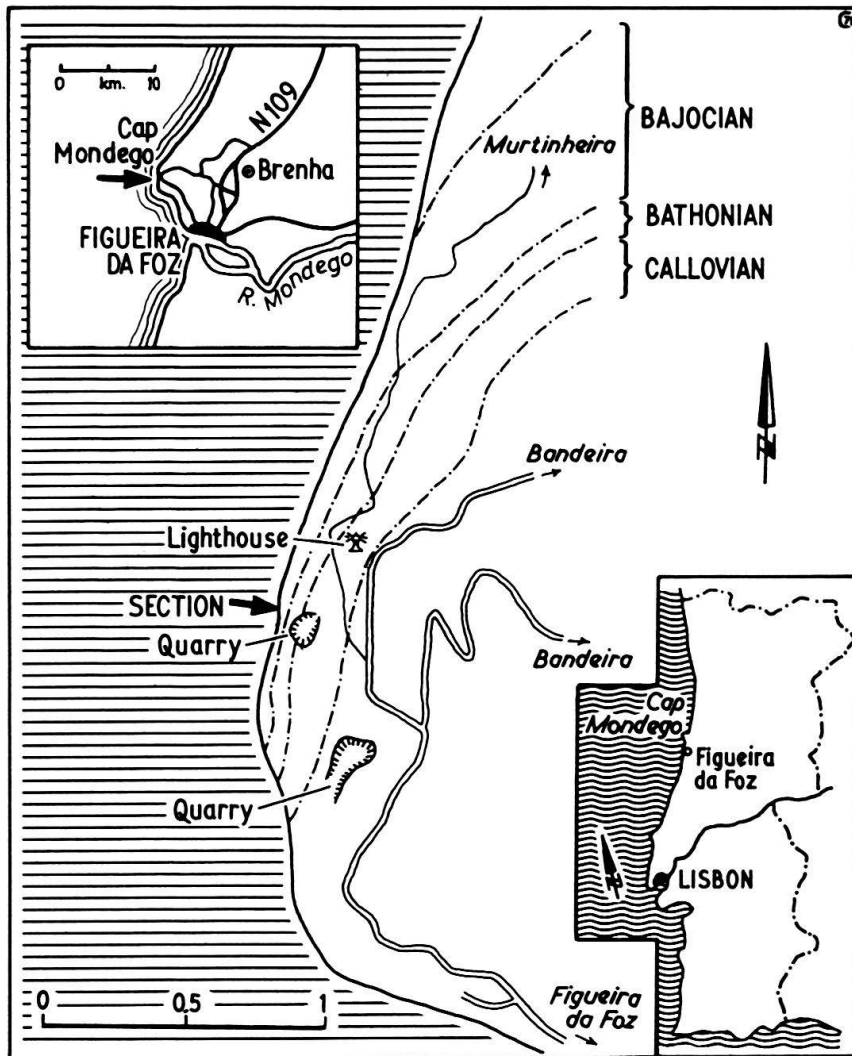 0 km. 10
Cap
Mondego
N109
Brenha
FIGUEIRA
DA FOZ
R. Mondego
BAJOCIAN
Murtinheira
BATHONIAN
CALLOVIAN
N
Bandeira
Lighthouse
SECTION
Quarry
Bandeira
Cap
Mondego
Figueira
da Foz
Quarry
N
LISBON
0 0,5 1
Figueira
da Foz